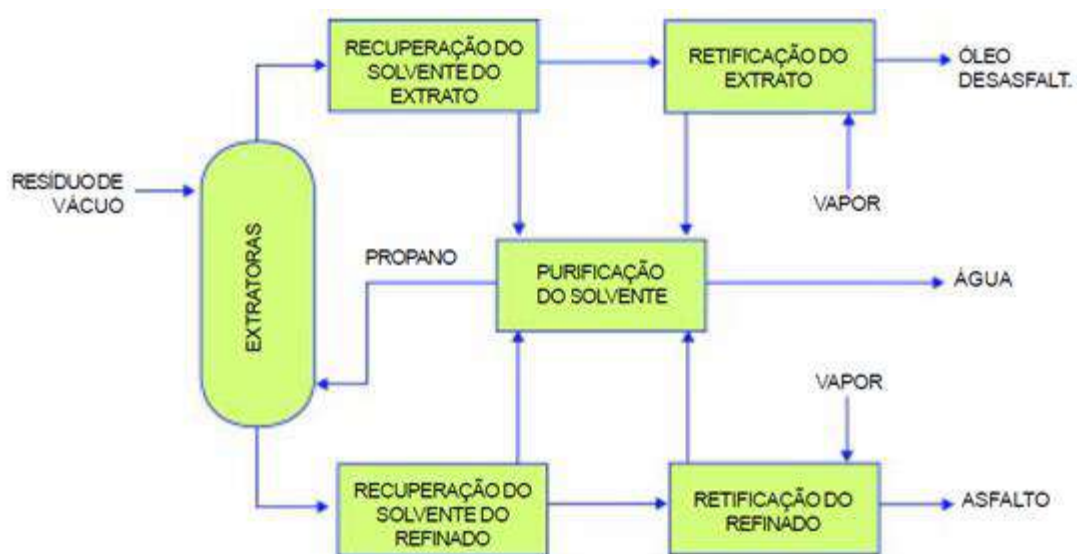 RECUPERAÇÃO DO
SOLVENTE DO
EXTRATO
RETIFICAÇÃO DO
EXTRATO
ÓLEO
DESASFALT.
RESÍDUO DE
VÁCUO
VAPOR
EXTRATORAS
PROPANO
PURIFICAÇÃO
DO SOLVENTE
ÁGUA
VAPOR
RECUPERAÇÃO DO
SOLVENTE DO
REFINADO
RETIFICAÇÃO DO
REFINADO
ASFALTO